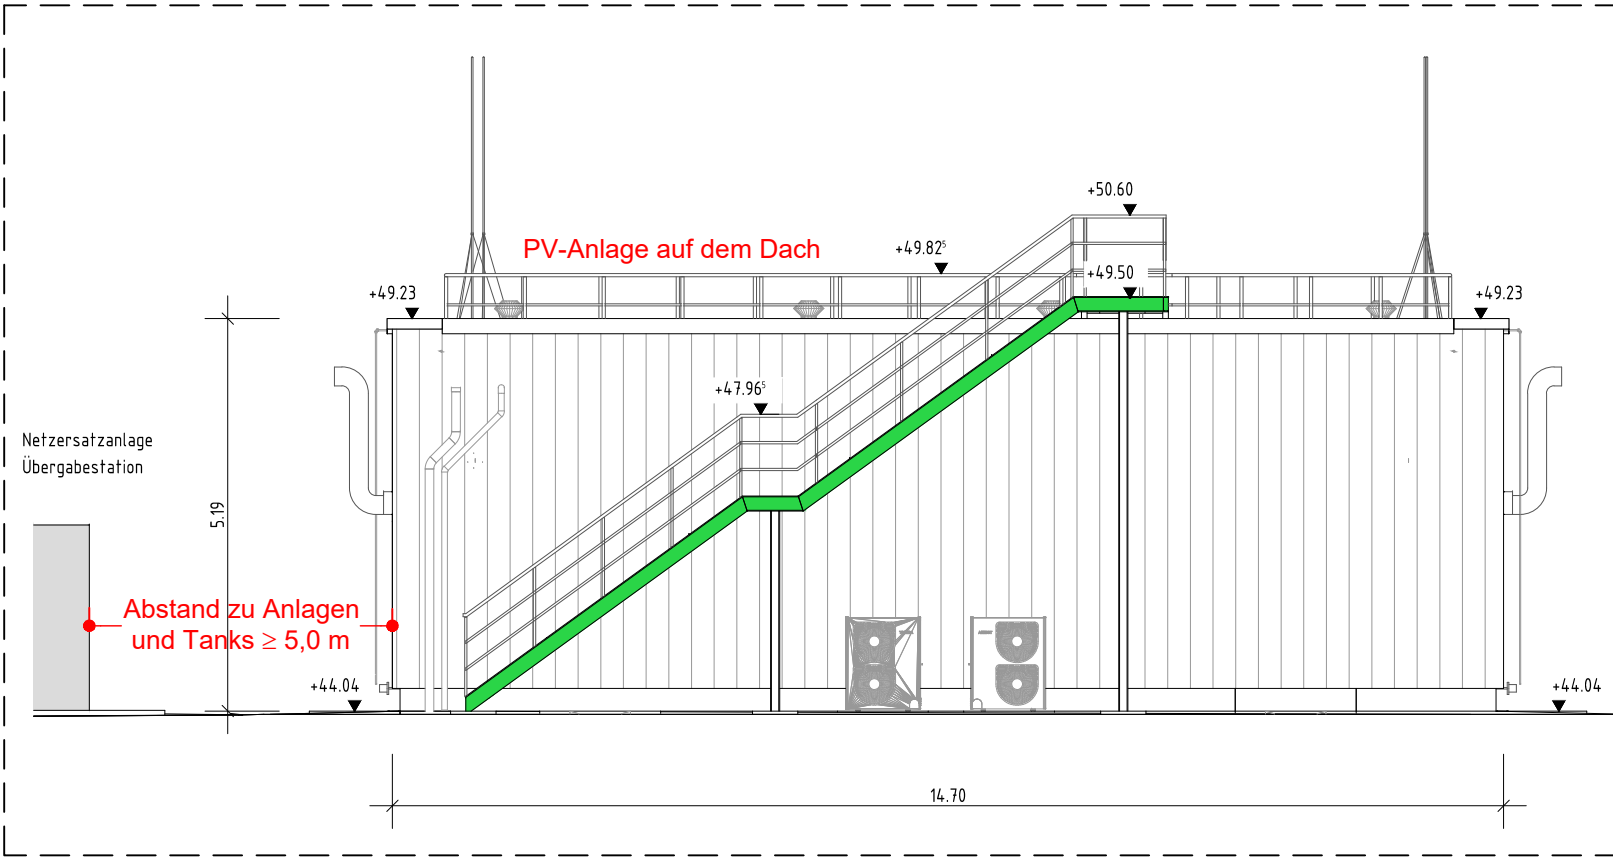 +50.60
PV-Anlage auf dem Dach
+49.82⁵
+49.50
+49.23
+49.23
+47.96⁵
Netzersatzanlage
Übergabestation
5.19
Abstand zu Anlagen
und Tanks ≥ 5,0 m
+44.04
+44.04
14.70